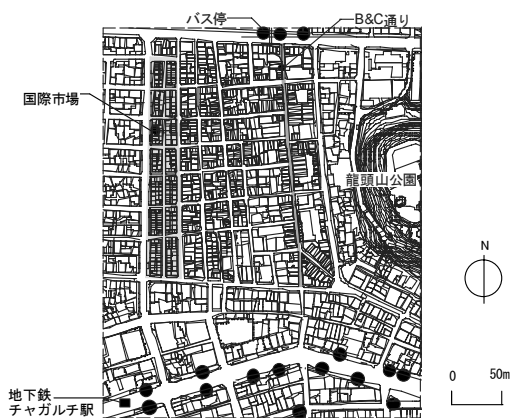 バス停
B&C通り
国際市場
龍頭山公園
N
0 50m
地下鉄
チャガルチ駅